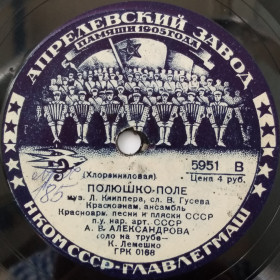 АПРЕЛЕВСКИЙ ЗАВОД
ПАМЯТИ 1905 ГОДА
(Хлорвиниловая)
5951 В
Цена 4 руб.
ПОЛЮШКО-ПОЛЕ
муз. Л. Книппера, сл. В. Гусева
Краснознам. ансамбль
Красноарм. песни и пляски СССР
п.у. нар. арт. СССР
А. В. АЛЕКСАНДРОВА
соло на трубе—
К. Лемешко
ГРК 0168
НКОМ СССР-ГЛАВЛЕГМАШ